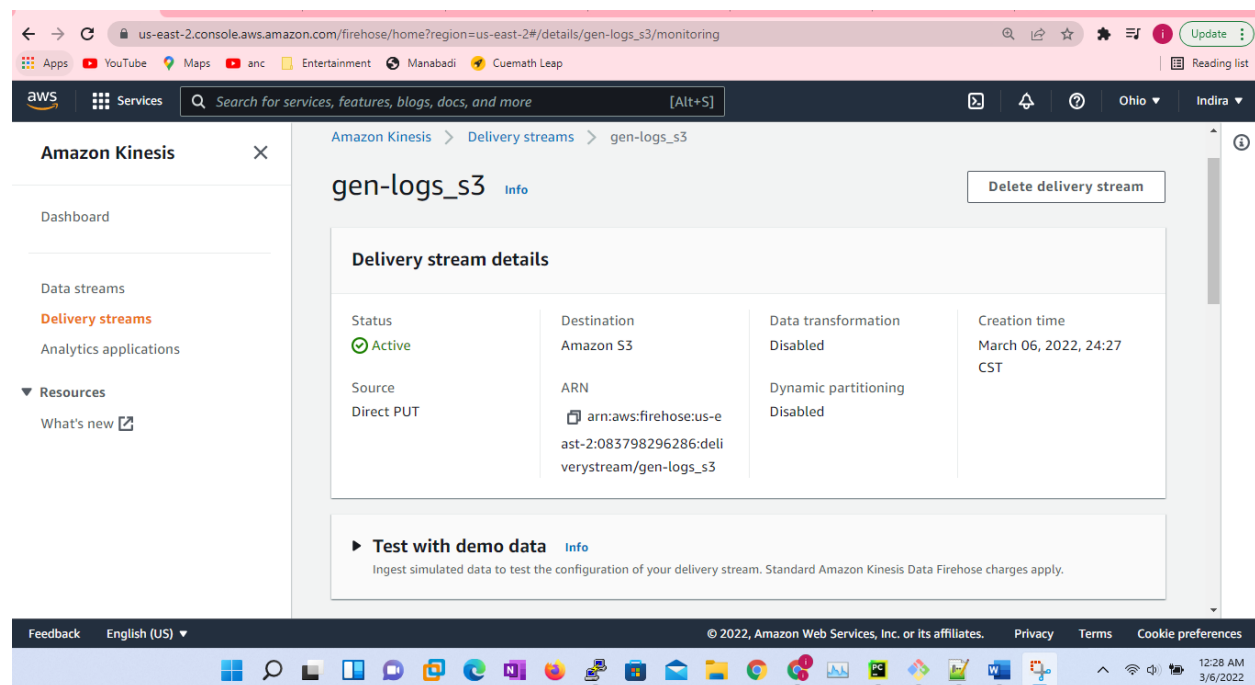 us-east-2.console.aws.amazon.com/firehose/home?region=us-east-2#/details/gen-logs_s3/monitoring
i
Update
Apps YouTube Maps anc Entertainment Manabadi Cuemath Leap Reading list
aws Services Search for services, features, blogs, docs, and more [Alt+S] Ohio ▼ Indira ▼
Amazon Kinesis
Dashboard
Data streams
Delivery streams
Analytics applications
▼ Resources
What's new
Amazon Kinesis > Delivery streams > gen-logs_s3
gen-logs_s3 Info
Delete delivery stream
Delivery stream details
Status
Active
Source
Direct PUT
Destination
Amazon S3
ARN
arn:aws:firehose:us-e
ast-2:083798296286:deli
verystream/gen-logs_s3
Data transformation
Disabled
Dynamic partitioning
Disabled
Creation time
March 06, 2022, 24:27
CST
Test with demo data Info
Ingest simulated data to test the configuration of your delivery stream. Standard Amazon Kinesis Data Firehose charges apply.
Feedback English (US) ▼ © 2022, Amazon Web Services, Inc. or its affiliates. Privacy Terms Cookie preferences
12:28 AM
3/6/2022